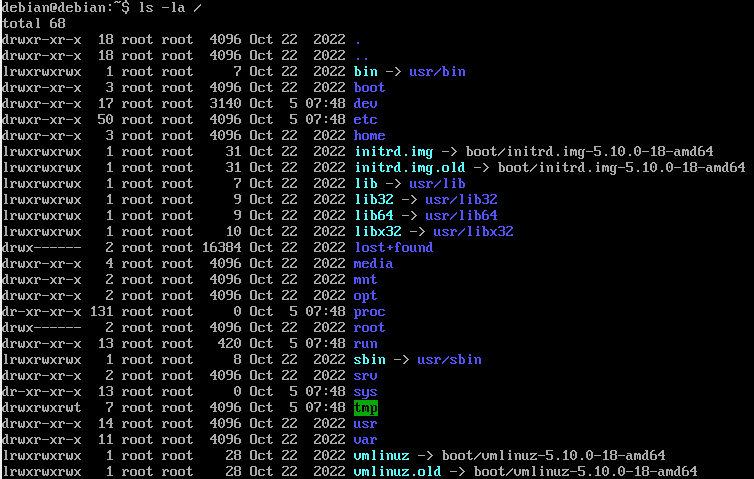 debian@debian:~$ ls -la /
total 68
drwxr-xr-x  18 root root  4096 Oct 22  2022 .
drwxr-xr-x  18 root root  4096 Oct 22  2022 ..
lrwxrwxrwx   1 root root     7 Oct 22  2022 bin -> usr/bin
drwxr-xr-x   3 root root  4096 Oct 22  2022 boot
drwxr-xr-x  17 root root  3140 Oct  5 07:48 dev
drwxr-xr-x  50 root root  4096 Oct  5 07:48 etc
drwxr-xr-x   3 root root  4096 Oct 22  2022 home
lrwxrwxrwx   1 root root    31 Oct 22  2022 initrd.img -> boot/initrd.img-5.10.0-18-amd64
lrwxrwxrwx   1 root root    31 Oct 22  2022 initrd.img.old -> boot/initrd.img-5.10.0-18-amd64
lrwxrwxrwx   1 root root     7 Oct 22  2022 lib -> usr/lib
lrwxrwxrwx   1 root root     9 Oct 22  2022 lib32 -> usr/lib32
lrwxrwxrwx   1 root root     9 Oct 22  2022 lib64 -> usr/lib64
lrwxrwxrwx   1 root root    10 Oct 22  2022 libx32 -> usr/libx32
drwx------   2 root root 16384 Oct 22  2022 lost+found
drwxr-xr-x   4 root root  4096 Oct 22  2022 media
drwxr-xr-x   2 root root  4096 Oct 22  2022 mnt
drwxr-xr-x   2 root root  4096 Oct 22  2022 opt
dr-xr-xr-x 131 root root     0 Oct  5 07:48 proc
drwx------   2 root root  4096 Oct 22  2022 root
drwxr-xr-x  13 root root   420 Oct  5 07:48 run
lrwxrwxrwx   1 root root     8 Oct 22  2022 sbin -> usr/sbin
drwxr-xr-x   2 root root  4096 Oct 22  2022 srv
dr-xr-xr-x  13 root root     0 Oct  5 07:48 sys
drwxrwxrwt   7 root root  4096 Oct  5 07:48 tmp
drwxr-xr-x  14 root root  4096 Oct 22  2022 usr
drwxr-xr-x  11 root root  4096 Oct 22  2022 var
lrwxrwxrwx   1 root root    28 Oct 22  2022 vmlinuz -> boot/vmlinuz-5.10.0-18-amd64
lrwxrwxrwx   1 root root    28 Oct 22  2022 vmlinuz.old -> boot/vmlinuz-5.10.0-18-amd64